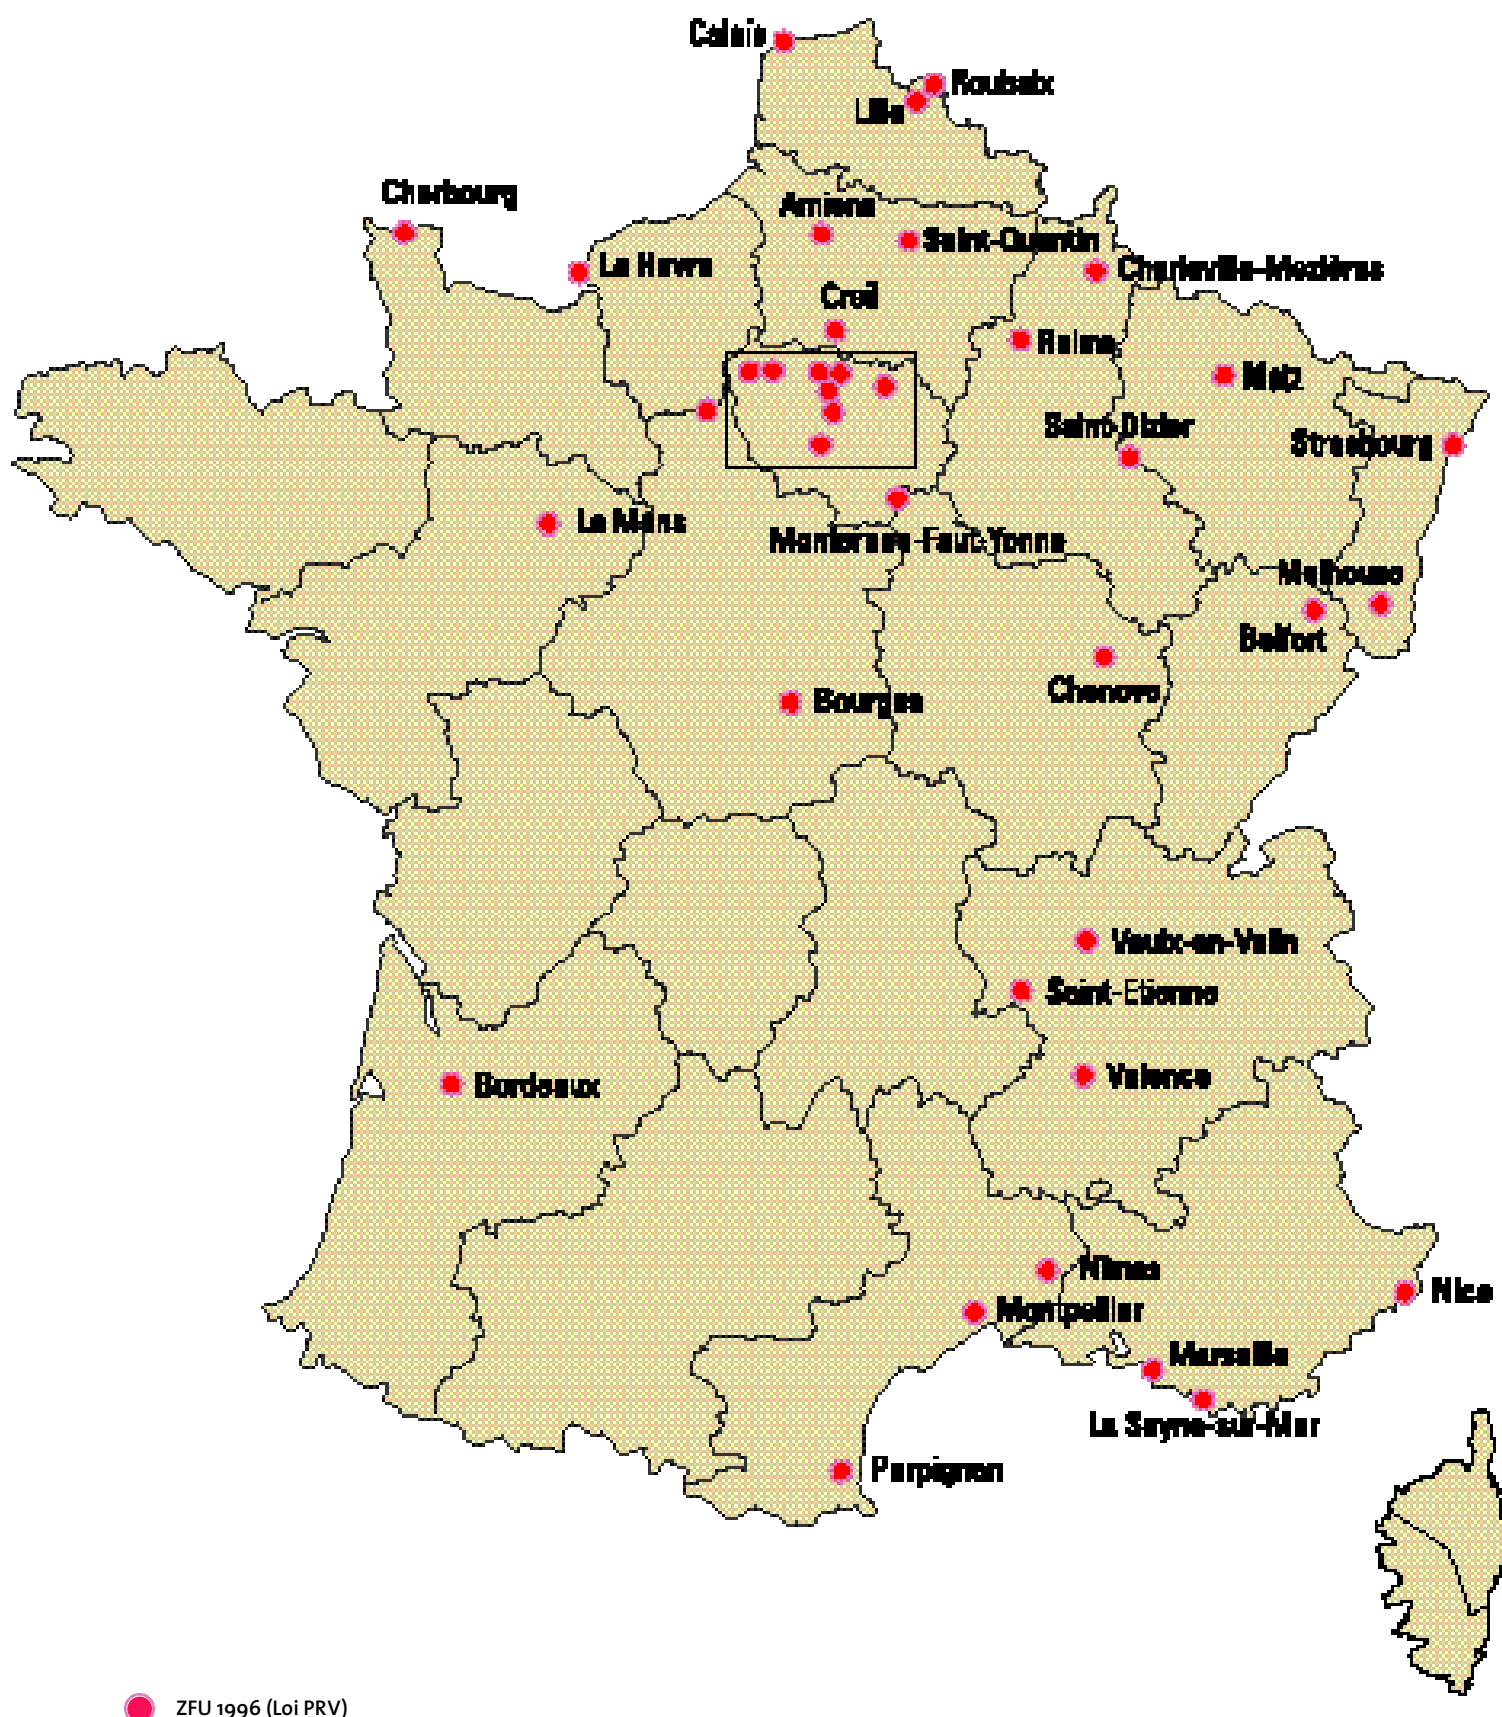 Calais
Roubaix
Lille
Cherbourg
Amiens
Saint-Quentin
Le Havre
Charleville-Mezières
Creil
Reims
Metz
Saint-Dizier
Strasbourg
Le Mans
Montereau-Faut-Yonne
Mulhouse
Belfort
Chenove
Bourges
Vaulx-en-Velin
Saint-Etienne
Valence
Bordeaux
Nîmes
Nice
Montpellier
Marseille
La Seyne-sur-Mer
Perpignan
ZFU 1996 (Loi PRV)